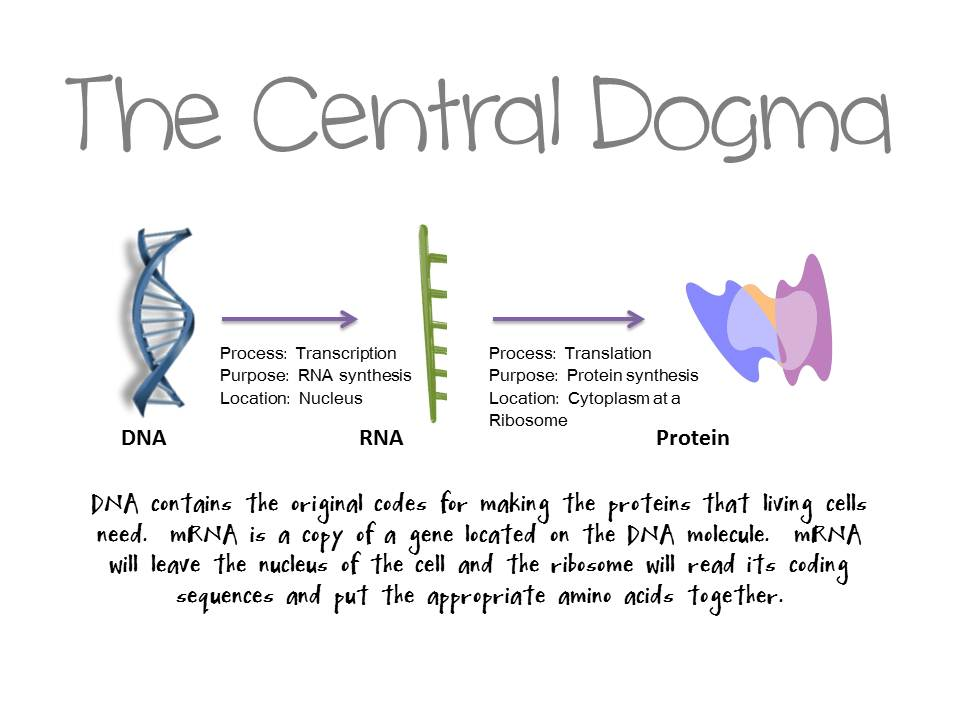 The Central Dogma
Process: Transcription
Purpose: RNA synthesis
Location: Nucleus
Process: Translation
Purpose: Protein synthesis
Location: Cytoplasm at a
Ribosome
DNA
RNA
Protein
DNA contains the original codes for making the proteins that living cells
need. mRNA is a copy of a gene located on the DNA molecule. mRNA
will leave the nucleus of the cell and the ribosome will read its coding
sequences and put the appropriate amino acids together.